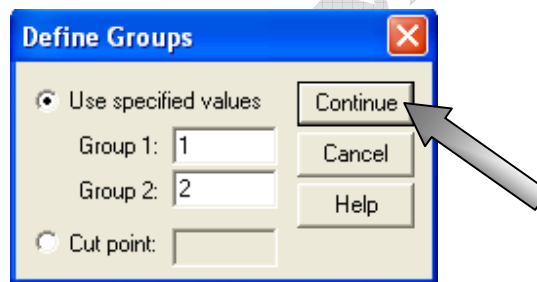 Define Groups
Use specified values
Group 1: 1
Group 2: 2
Cut point:
Continue
Cancel
Help